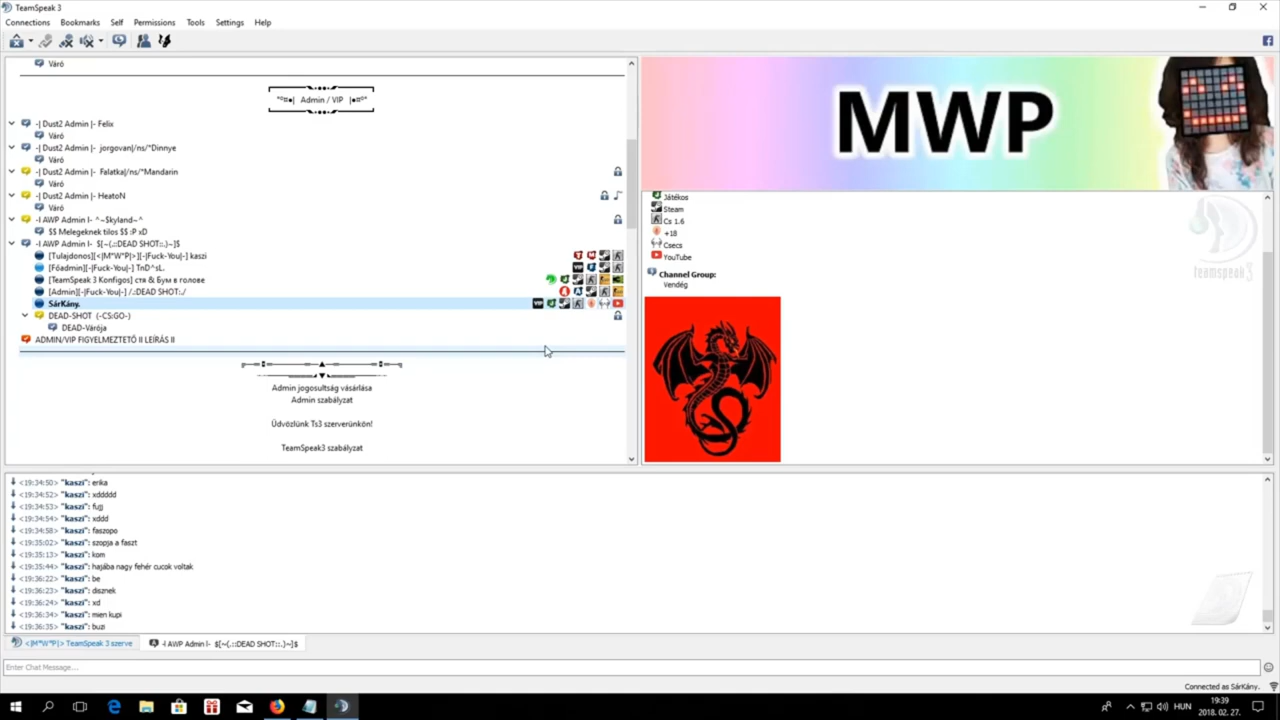 TeamSpeak 3
Connections Bookmarks Self Permissions Tools Settings Help
Váró
Admin / VIP
-| Dust2 Admin |- Felix
Váró
-| Dust2 Admin |- jorgovan|/ns/*Dinnye
Váró
-| Dust2 Admin |- Falatka|/ns/*Mandarin
Váró
-| Dust2 Admin |- HeatoN
Váró
-I AWP Admin I- ^~$kyland~^
$$ Melegeknek tilos $$ :P xD
-I AWP Admin I- $[~(.::DEAD SHOT::.)~]$
[Tulajdonos][<|M*W*P|>][-|Fuck-You|-] kaszi
[Főadmin][-|Fuck-You|-] TnD^sL.
[TeamSpeak 3 Konfigos] стя & Бум в голове
[Admin][-|Fuck-You|-] /.:DEAD SHOT:./
SárKány.
DEAD-SHOT (-CS:GO-)
DEAD-Várója
ADMIN/VIP FIGYELMEZTETŐ II LEÍRÁS II
Admin jogosultság vásárlása
Admin szabályzat
Üdvözlünk Ts3 szerverünkön!
TeamSpeak3 szabályzat
MWP
Játékos
Steam
Cs 1.6
+18
Csecs
YouTube
Channel Group:
Vendég
teamspeak3
<19:34:50> "kaszi": erika
<19:34:52> "kaszi": xddddd
<19:34:53> "kaszi": fujj
<19:34:54> "kaszi": xddd
<19:34:58> "kaszi": faszopo
<19:35:02> "kaszi": szopja a faszt
<19:35:13> "kaszi": kom
<19:35:44> "kaszi": hajába nagy fehér cucok voltak
<19:36:22> "kaszi": be
<19:36:23> "kaszi": disznek
<19:36:24> "kaszi": xd
<19:36:34> "kaszi": mien kupi
<19:36:35> "kaszi": buzi
<|M*W*P|> TeamSpeak 3 szerve
-I AWP Admin I- $[~(.::DEAD SHOT::.)~]$
Enter Chat Message...
Connected as SárKány.
HUN
19:39
2018. 02. 27.